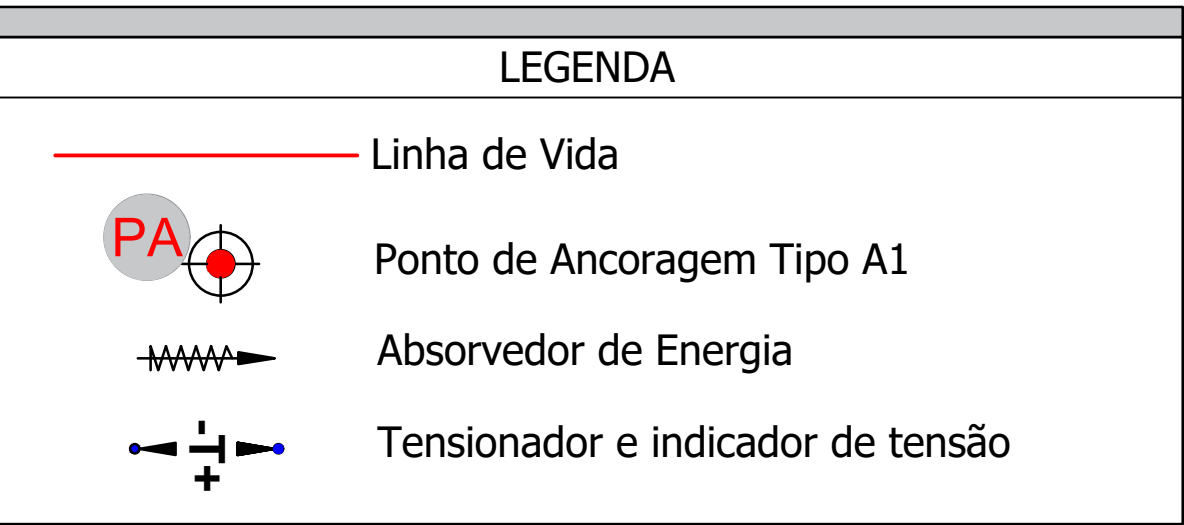 LEGENDA
Linha de Vida
PA
Ponto de Ancoragem Tipo A1
Absorvedor de Energia
Tensionador e indicador de tensão